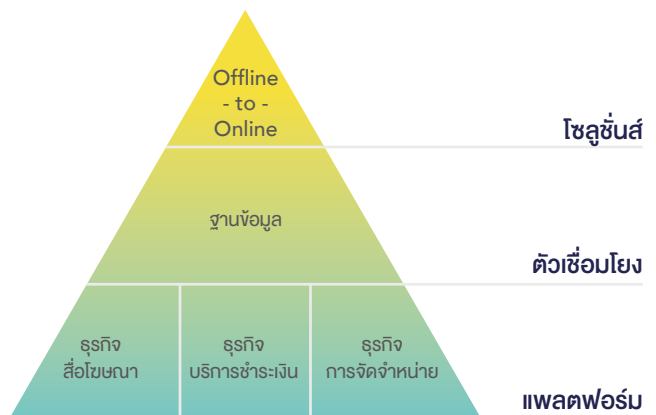 Offline
- to -
Online
โซลูชั่นส์
ฐานข้อมูล
ตัวเชื่อมโยง
ธุรกิจ
สื่อโฆษณา
ธุรกิจ
บริการชำระเงิน
ธุรกิจ
การจัดจำหน่าย
แพลตฟอร์ม